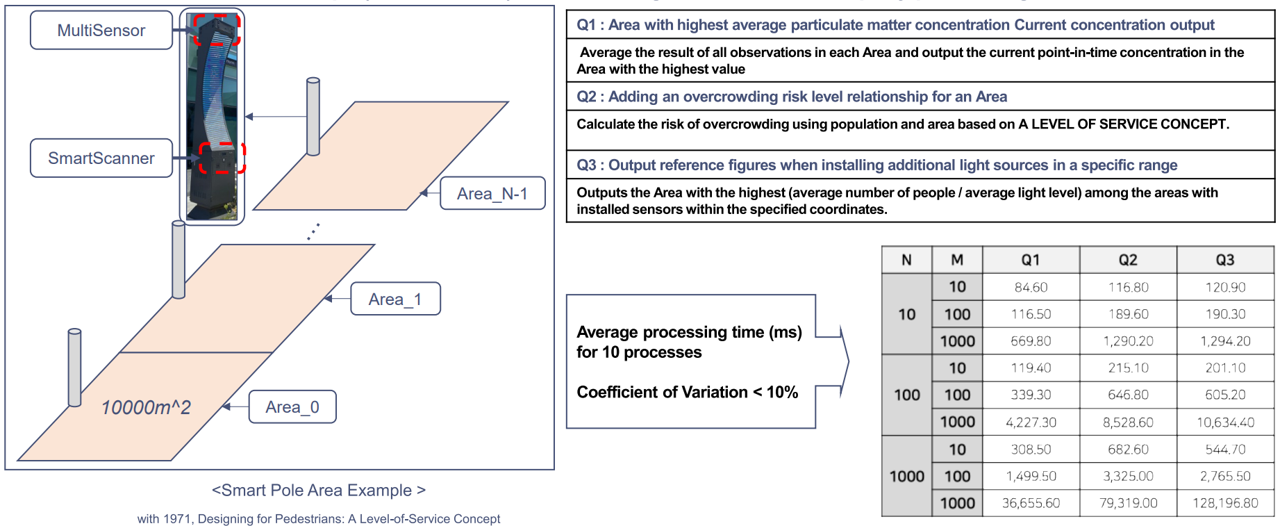 MultiSensor
SmartScanner
Area_N-1
Area_1
Area_0
10000m^2
<Smart Pole Area Example >
with 1971, Designing for Pedestrians: A Level-of-Service Concept
Q1 : Area with highest average particulate matter concentration Current concentration output
Average the result of all observations in each Area and output the current point-in-time concentration in the
Area with the highest value
Q2 : Adding an overcrowding risk level relationship for an Area
Calculate the risk of overcrowding using population and area based on A LEVEL OF SERVICE CONCEPT.
Q3 : Output reference figures when installing additional light sources in a specific range
Outputs the Area with the highest (average number of people / average light level) among the areas with
installed sensors within the specified coordinates.
Average processing time (ms)
for 10 processes
Coefficient of Variation < 10%
N M Q1 Q2 Q3
10 10 84.60 116.80 120.90
100 116.50 189.60 190.30
1000 669.80 1,290.20 1,294.20
100 10 119.40 215.10 201.10
100 339.30 646.80 605.20
1000 4,227.30 8,528.60 10,634.40
1000 10 308.50 682.60 544.70
100 1,499.50 3,325.00 2,765.50
1000 36,655.60 79,319.00 128,196.80